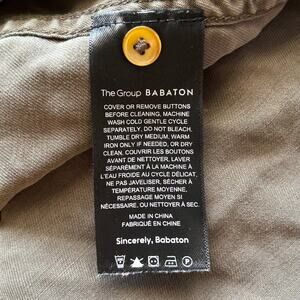 The Group BABATON
COVER OR REMOVE BUTTONS
BEFORE CLEANING, MACHINE
WASH COLD GENTLE CYCLE
SEPARATELY, DO NOT BLEACH,
TUMBLE DRY MEDIUM, WARM
IRON ONLY IF NEEDED, OR DRY
CLEAN, COUVRIR LES BOUTONS
AVANT DE NETTOYER, LAVER
SÉPARÉMENT À LA MACHINE À
L'EAU FROIDE AU CYCLE DÉLICAT,
NE PAS JAVELISER, SÉCHER À
TEMPÉRATURE MOYENNE,
REPASSAGE MOYEN SI
NÉCESSAIRE, OU NETTOYER À SEC
MADE IN CHINA
FABRIQUÉ EN CHINE
Sincerely, Babaton